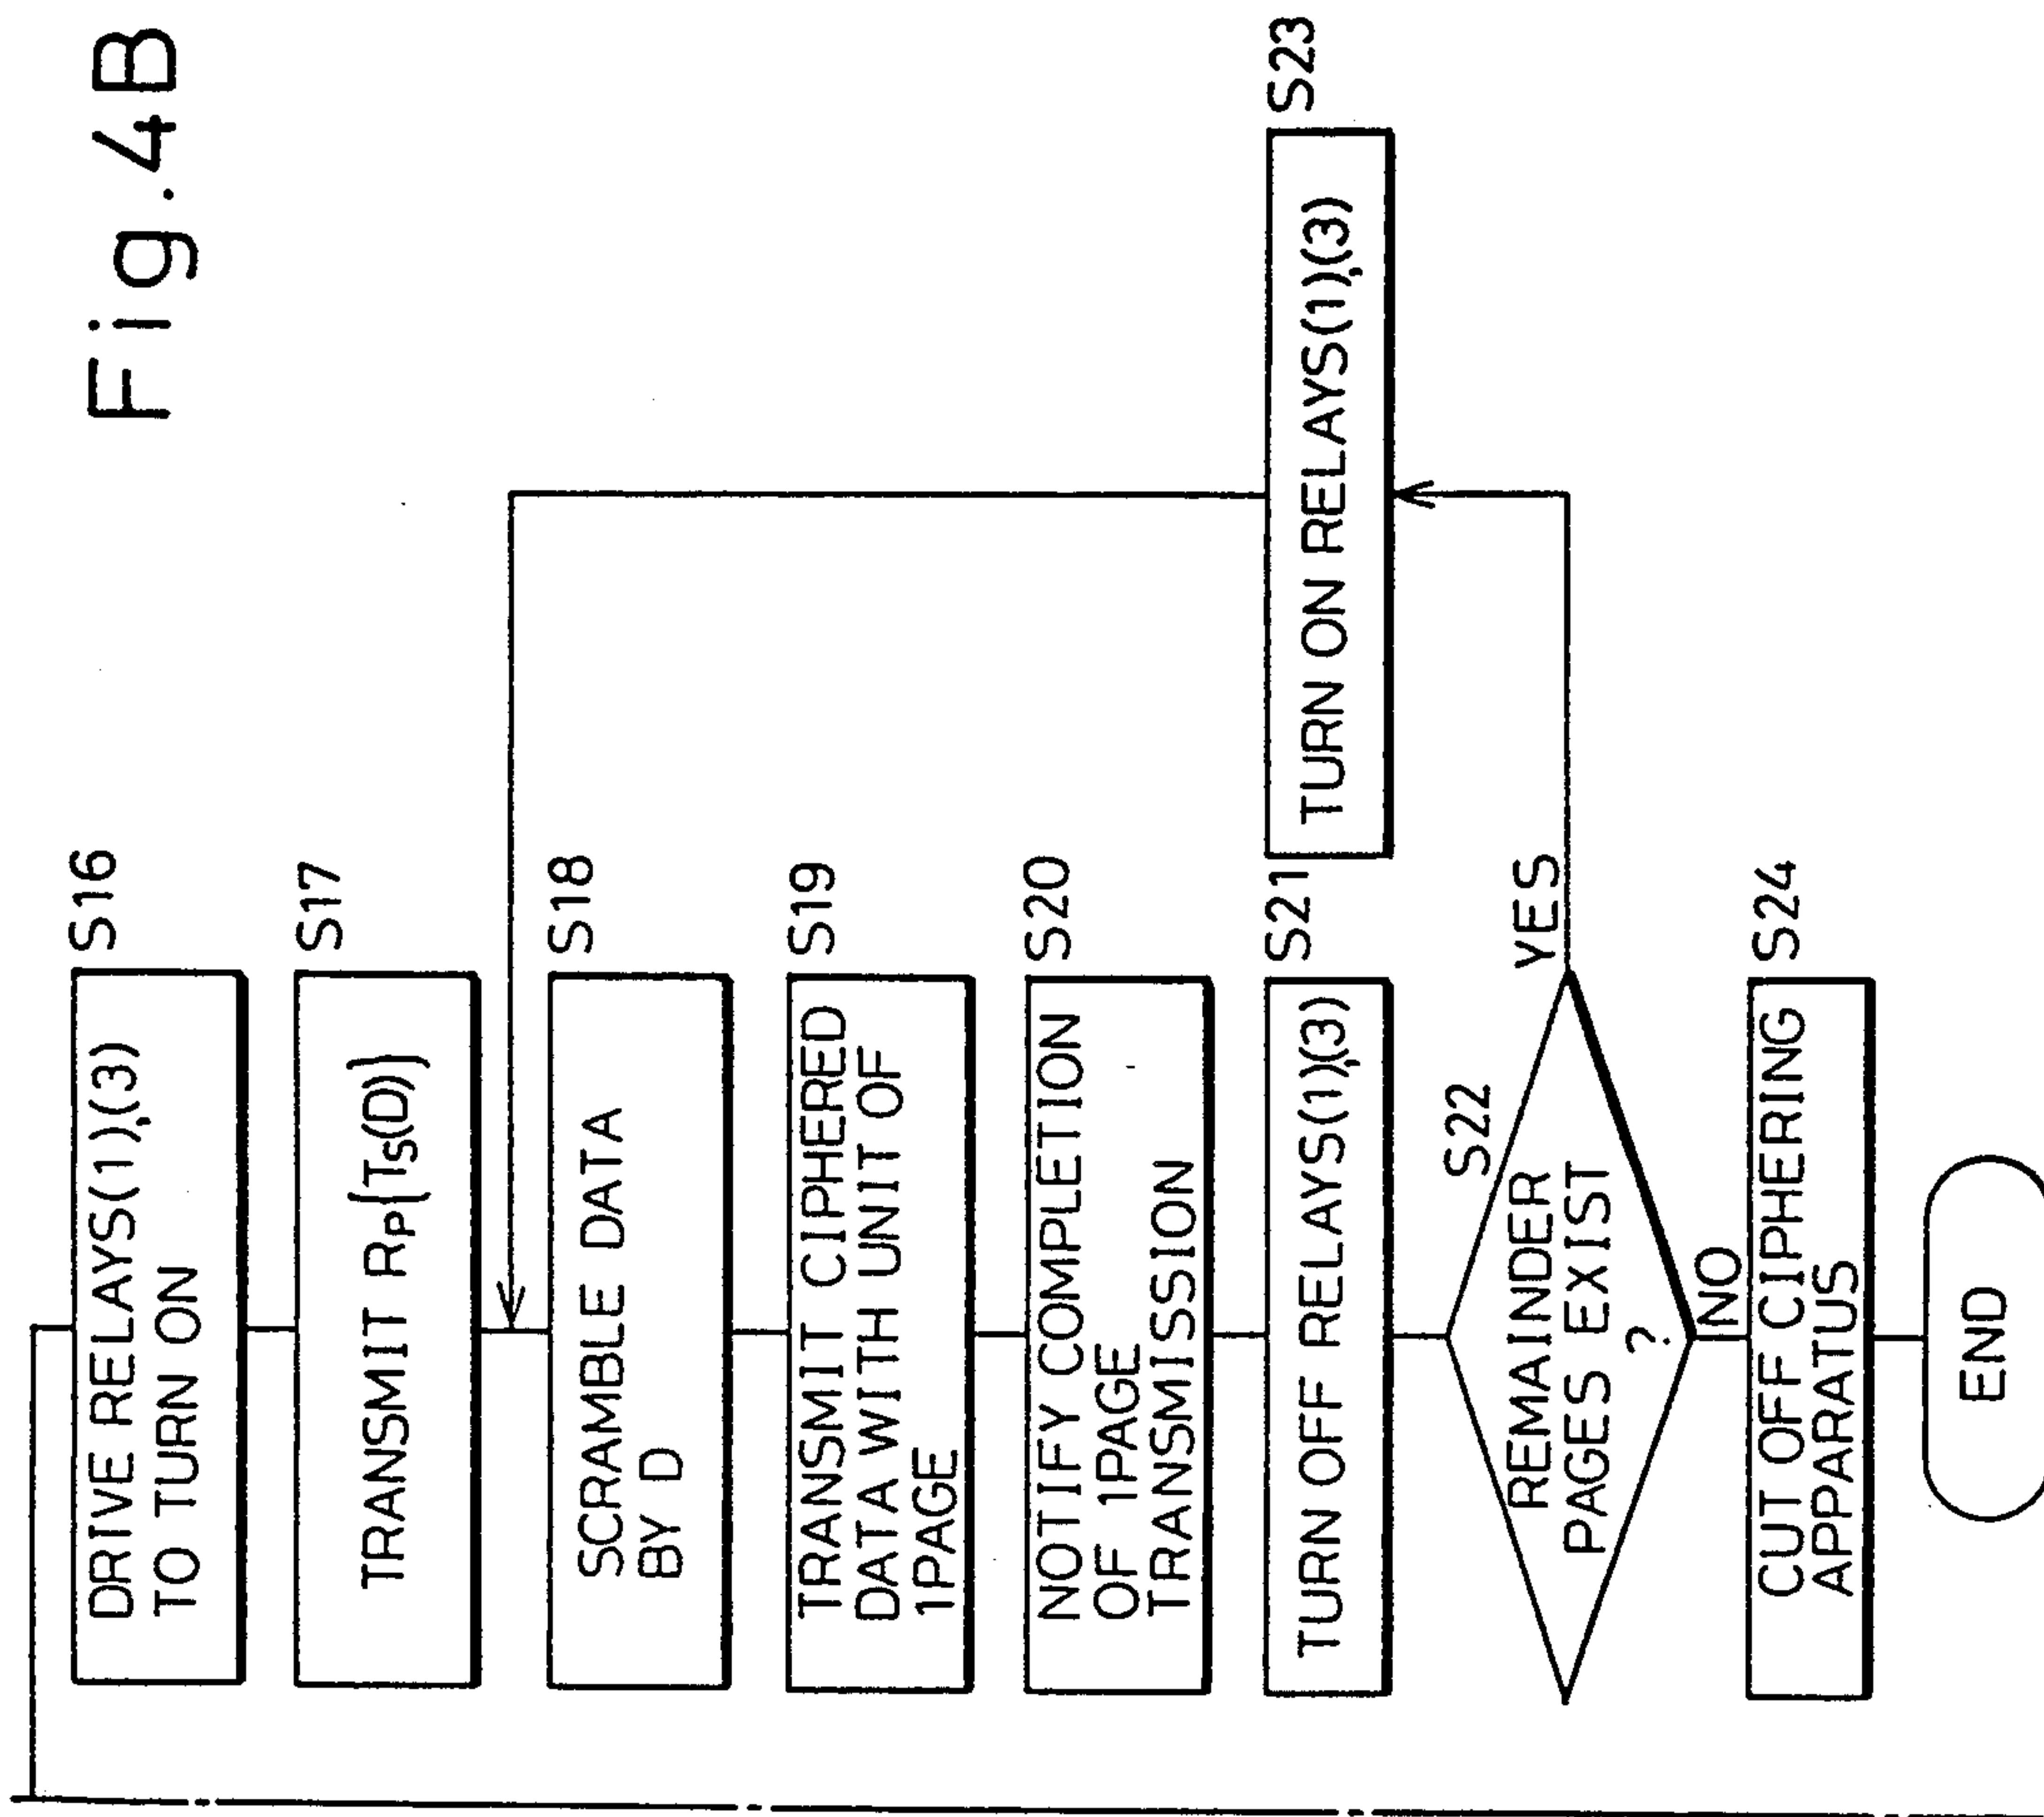 Fig.4B
S16
DRIVE RELAYS(1),(3)
TO TURN ON
S17
TRANSMIT RP{TS(D)}
S18
SCRAMBLE DATA
BY D
S19
TRANSMIT CIPHERED
DATA WITH UNIT OF
1PAGE
S20
NOTIFY COMPLETION
OF 1PAGE
TRANSMISSION
S21
TURN OFF RELAYS(1),(3)
S22
REMAINDER
PAGES EXIST
?
YES
S23
TURN ON RELAYS(1),(3)
NO
S24
CUT OFF CIPHERING
APPARATUS
END